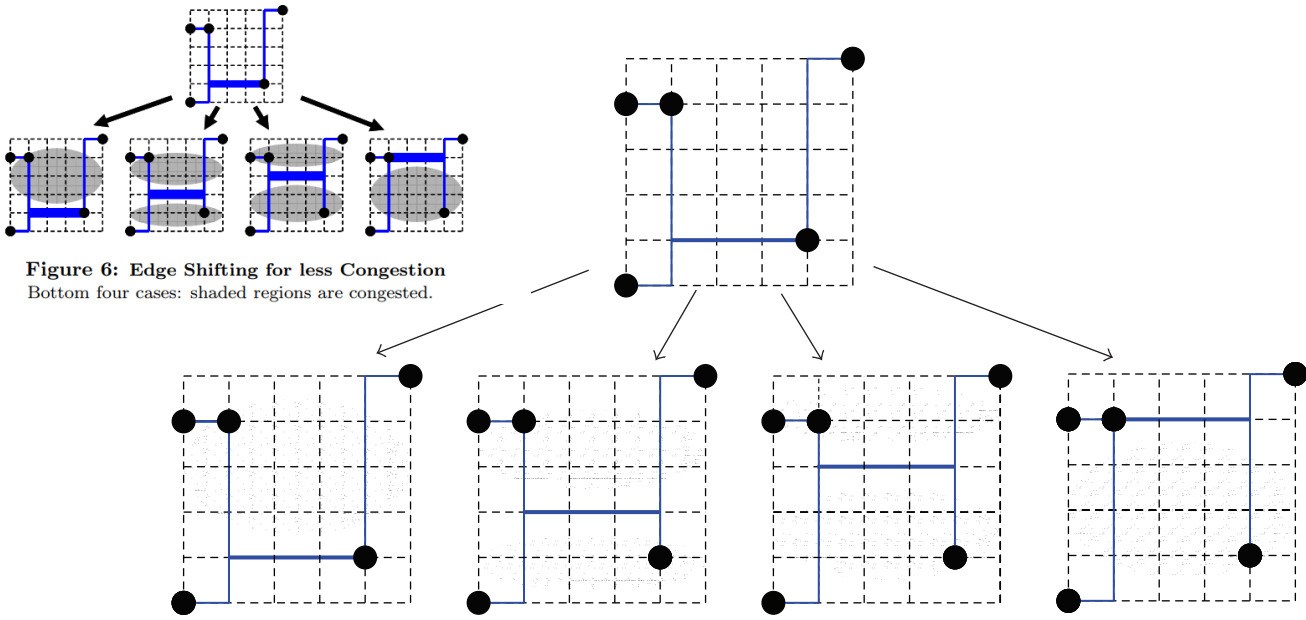 Figure 6: Edge Shifting for less Congestion
Bottom four cases: shaded regions are congested.